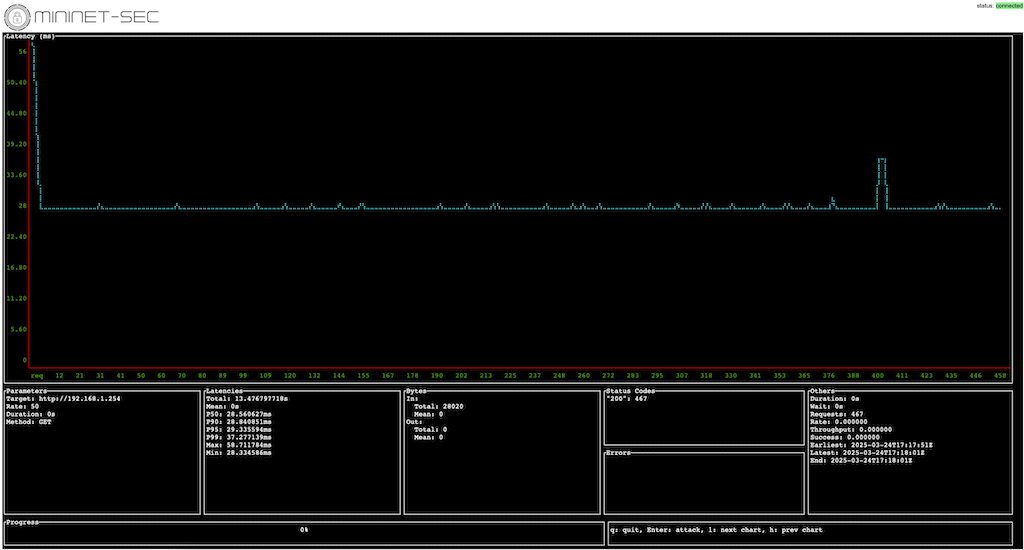 MININET-SEC
status: connected
Latency (ms)
56
50.40
44.80
39.20
33.60
28
22.40
16.80
11.20
5.60
0
req 12 21 31 41 50 60 70 80 89 99 109 120 130 144 155 167 178 190 204 213 225 237 248 260 272 283 295 307 318 330 341 353 365 376 388 400 411 423 435 446 458
Parameters
Target: http://192.168.1.254
Rate: 50
Duration: 0s
Method: GET
Latencies
Total: 13.476797718s
Mean: 0s
P50: 28.560627ms
P90: 28.840851ms
P95: 29.335594ms
P99: 37.277139ms
Max: 58.711784ms
Min: 28.334586ms
Bytes
In:
Total: 28020
Mean: 0
Out:
Total: 0
Mean: 0
Status Codes
"200": 467
Errors
Others
Duration: 0s
Wait: 0s
Requests: 467
Rate: 0.000000
Throughput: 0.000000
Success: 0.000000
Earliest: 2025-03-24T17:17:51Z
Latest: 2025-03-24T17:18:01Z
End: 2025-03-24T17:18:01Z
Progress
0%
q: quit, Enter: attack, l: next chart, h: prev chart